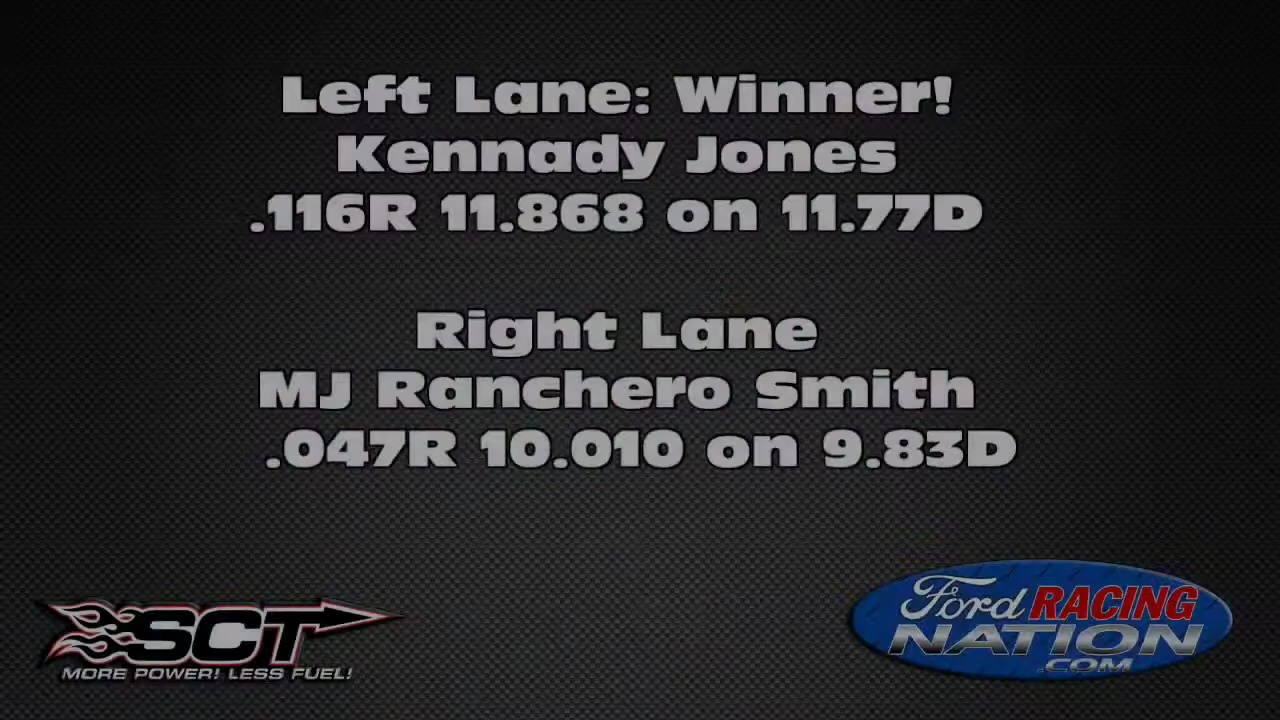 Left Lane: Winner!
Kennady Jones
.116R 11.868 on 11.77D
Right Lane
MJ Ranchero Smith
.047R 10.010 on 9.83D
SCT
MORE POWER! LESS FUEL!
Ford RACING
NATION
.COM